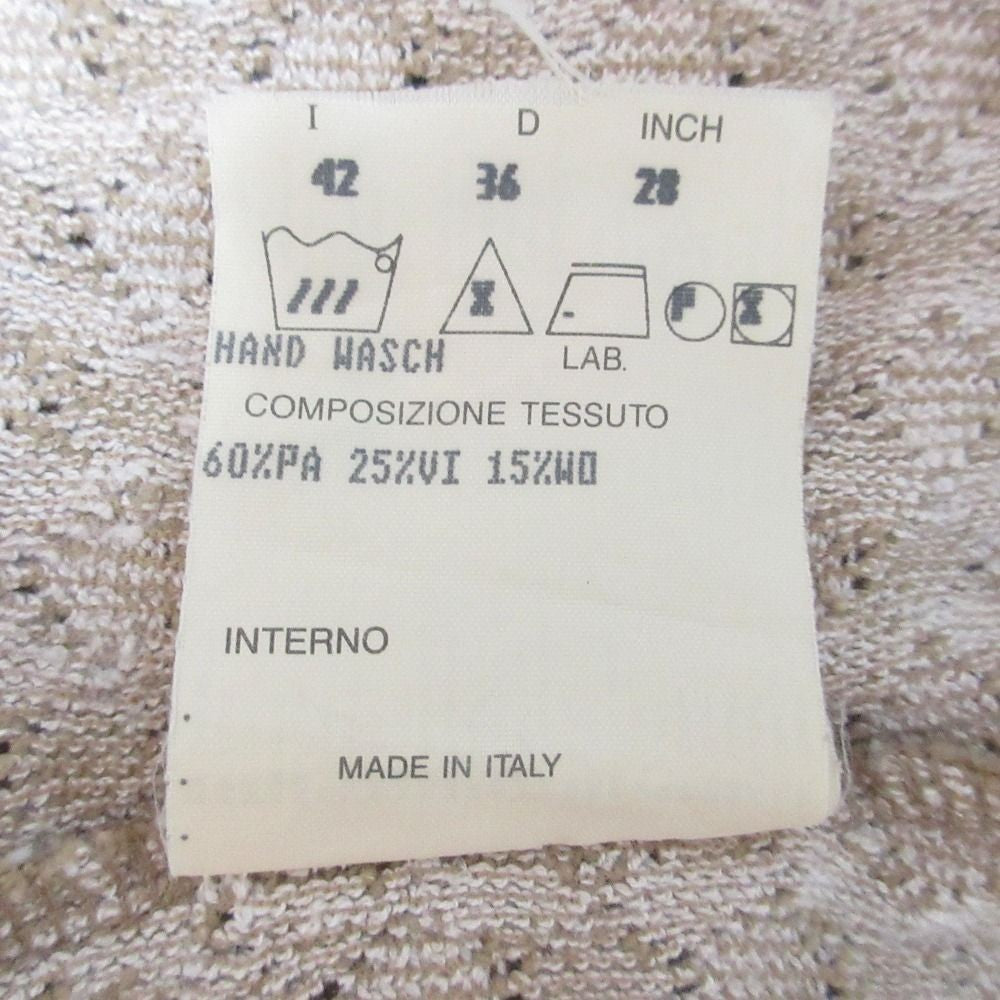 I D INCH
42 36 28
/// X - P X
HAND WASCH LAB.
COMPOSIZIONE TESSUTO
60%PA 25%VI 15%WO
INTERNO
MADE IN ITALY